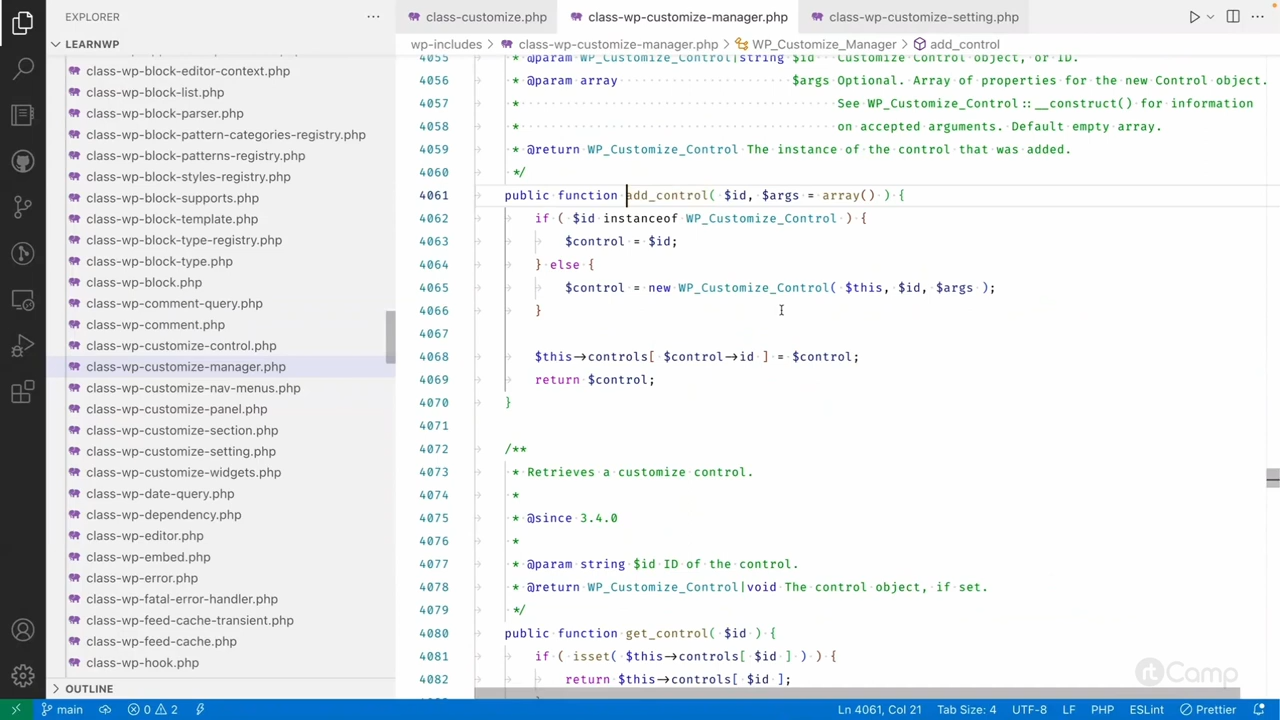 EXPLORER
LEARNWP
class-wp-block-editor-context.php
class-wp-block-list.php
class-wp-block-parser.php
class-wp-block-pattern-categories-registry.php
class-wp-block-patterns-registry.php
class-wp-block-styles-registry.php
class-wp-block-supports.php
class-wp-block-template.php
class-wp-block-type-registry.php
class-wp-block-type.php
class-wp-block.php
class-wp-comment-query.php
class-wp-comment.php
class-wp-customize-control.php
class-wp-customize-manager.php
class-wp-customize-nav-menus.php
class-wp-customize-panel.php
class-wp-customize-section.php
class-wp-customize-setting.php
class-wp-customize-widgets.php
class-wp-date-query.php
class-wp-dependency.php
class-wp-editor.php
class-wp-embed.php
class-wp-error.php
class-wp-fatal-error-handler.php
class-wp-feed-cache-transient.php
class-wp-feed-cache.php
class-wp-hook.php
OUTLINE
class-customize.php class-wp-customize-manager.php class-wp-customize-setting.php
wp-includes > class-wp-customize-manager.php > WP_Customize_Manager > add_control
4055 * @param WP_Customize_Control|string $id Customize Control object, or ID.
4056 * @param array $args Optional. Array of properties for the new Control object.
4057 * See WP_Customize_Control::__construct() for information
4058 * on accepted arguments. Default empty array.
4059 * @return WP_Customize_Control The instance of the control that was added.
4060 */
4061 public function add_control( $id, $args = array() ) {
4062 if ( $id instanceof WP_Customize_Control ) {
4063 $control = $id;
4064 } else {
4065 $control = new WP_Customize_Control( $this, $id, $args );
4066 }
4067
4068 $this->controls[ $control->id ] = $control;
4069 return $control;
4070 }
4071
4072 /**
4073 * Retrieves a customize control.
4074 *
4075 * @since 3.4.0
4076 *
4077 * @param string $id ID of the control.
4078 * @return WP_Customize_Control|void The control object, if set.
4079 */
4080 public function get_control( $id ) {
4081 if ( isset( $this->controls[ $id ] ) ) {
4082 return $this->controls[ $id ];
rtCamp
main 0 2 Ln 4061, Col 21 Tab Size: 4 UTF-8 LF PHP ESLint Prettier